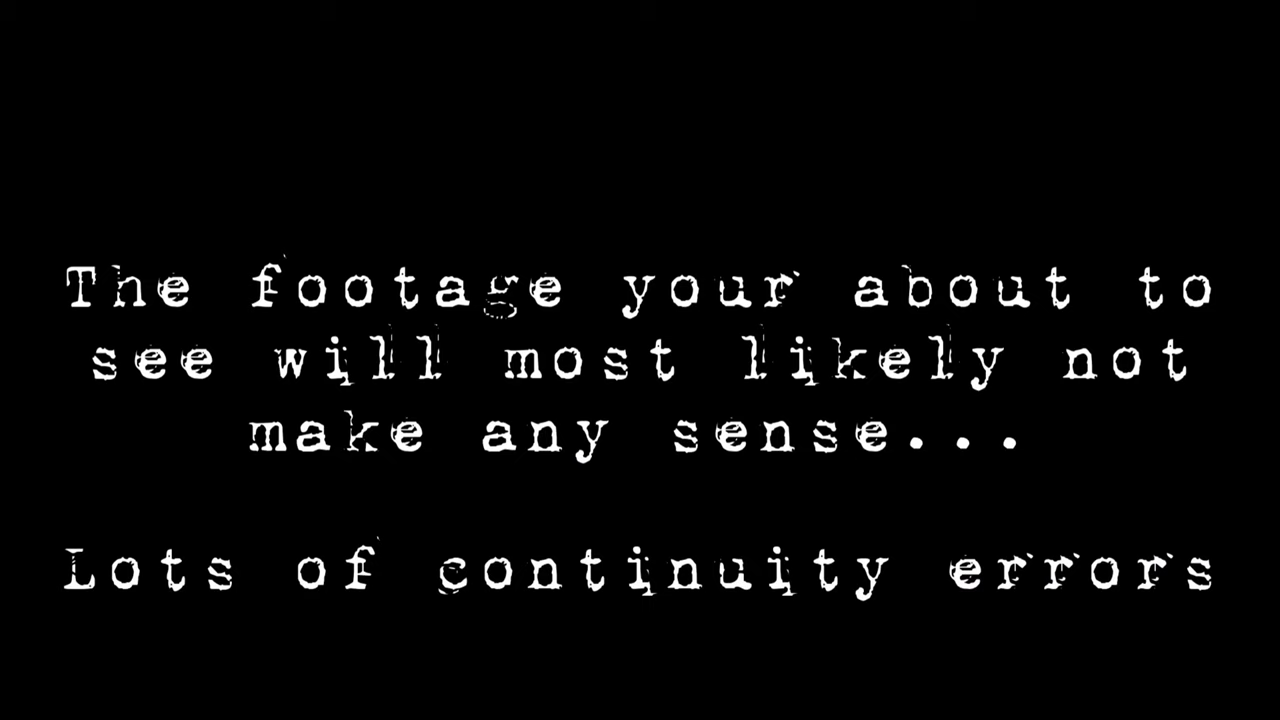 The footage your about to
see will most likely not
make any sense...
Lots of continuity errors